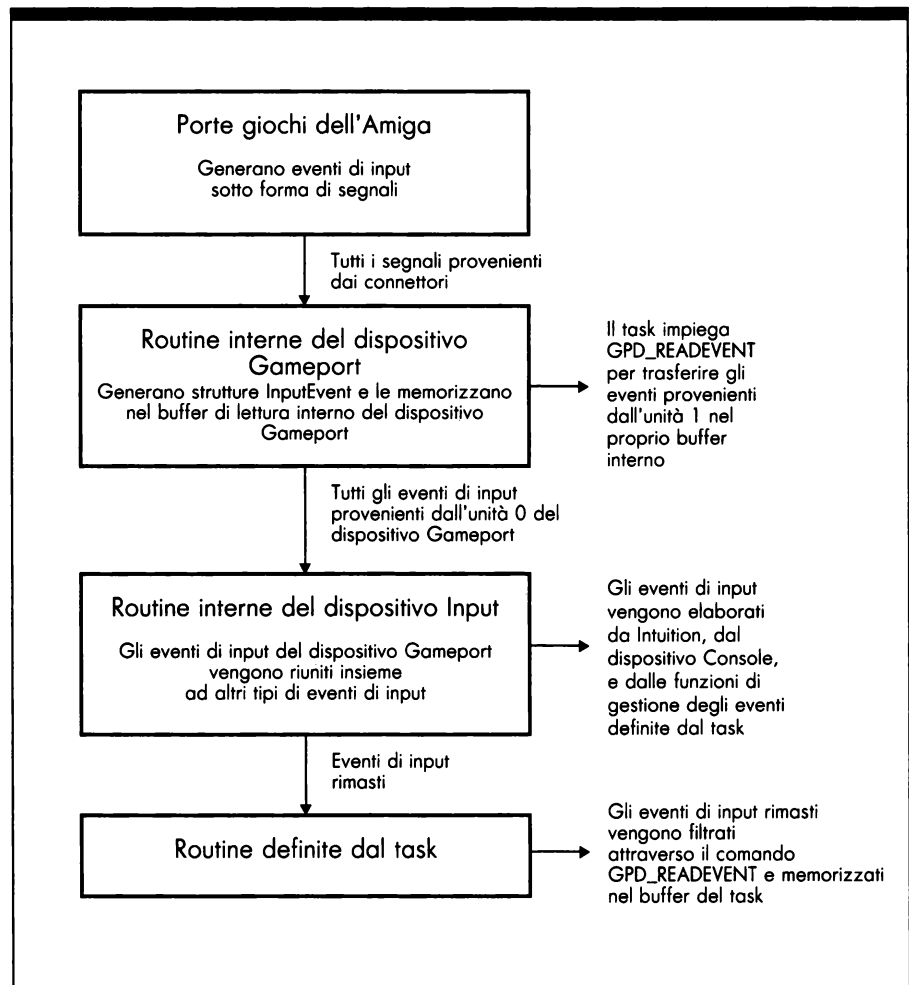 Porte giochi dell'Amiga
Generano eventi di input
sotto forma di segnali
Tutti i segnali provenienti
dai connettori
Routine interne del dispositivo
Gameport
Generano strutture InputEvent e le memorizzano
nel buffer di lettura interno del dispositivo
Gameport
Il task impiega
GPD_READEVENT
per trasferire gli
eventi provenienti
dall'unità 1 nel
proprio buffer
interno
Tutti gli eventi di input
provenienti dall'unità 0 del
dispositivo Gameport
Routine interne del dispositivo Input
Gli eventi di input del dispositivo Gameport
vengono riuniti insieme
ad altri tipi di eventi di input
Gli eventi di input
vengono elaborati
da Intuition, dal
dispositivo Console,
e dalle funzioni di
gestione degli eventi
definite dal task
Eventi di input
rimasti
Routine definite dal task
Gli eventi di input rimasti
vengono filtrati
attraverso il comando
GPD_READEVENT e memorizzati
nel buffer del task